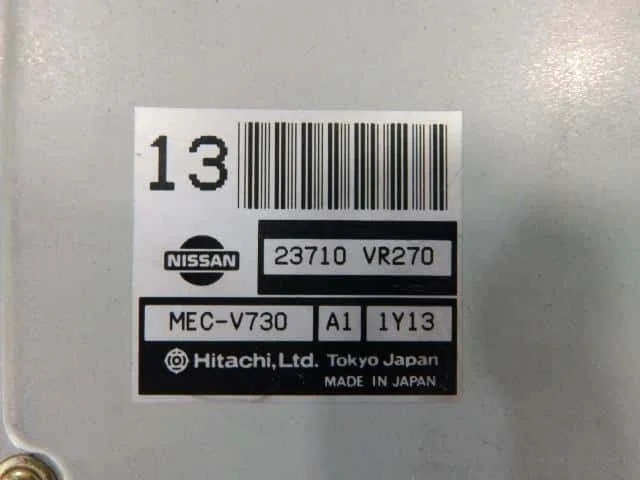 13
NISSAN
23710 VR270
MEC-V730 A1 1Y13
Hitachi, Ltd. Tokyo Japan
MADE IN JAPAN